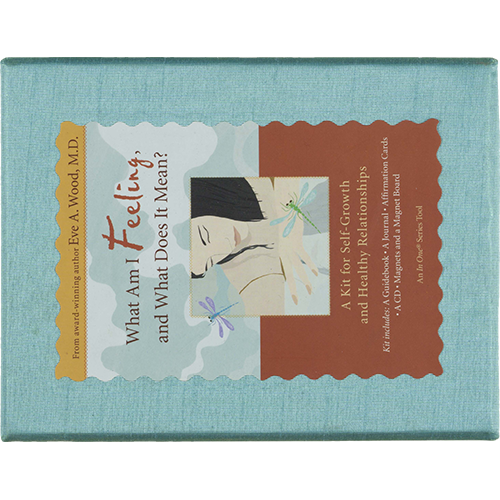 From award-winning author Eve A. Wood, M.D.
What Am I Feeling,
and What Does It Mean?
A Kit for Self-Growth
and Healthy Relationships
Kit includes: A Guidebook • A Journal • Affirmation Cards
• A CD • Magnets and a Magnet Board
An In One® Series Tool